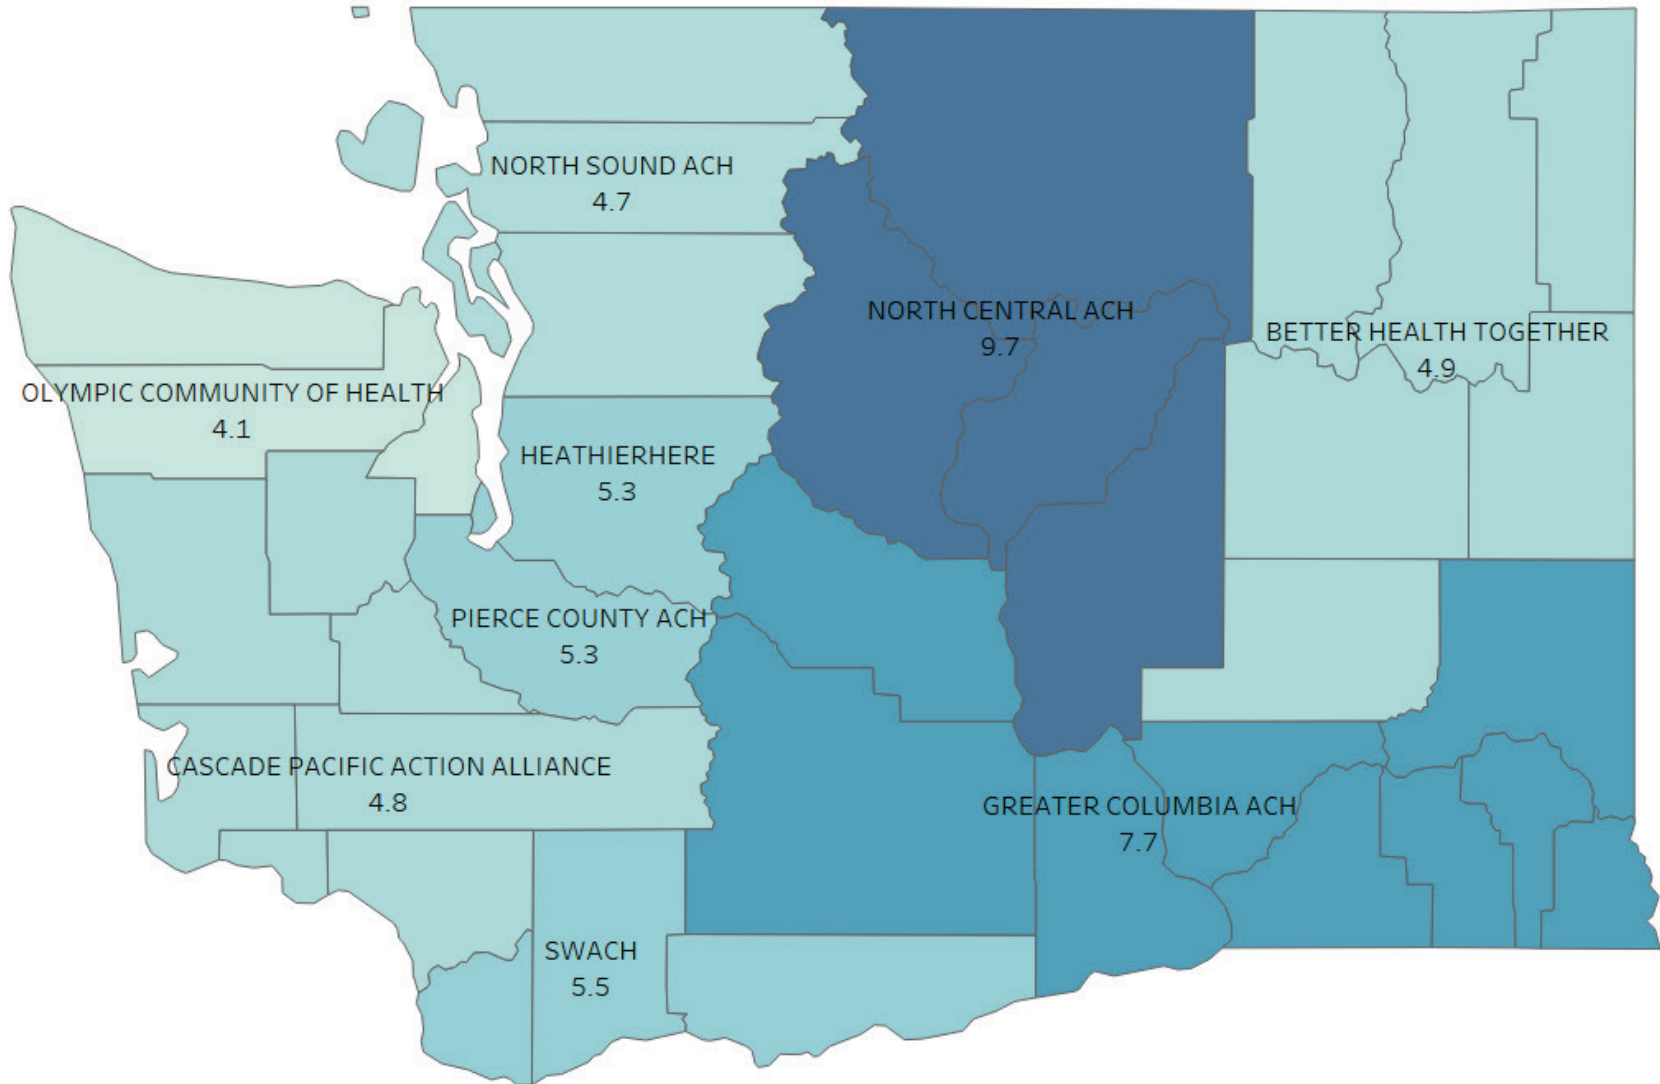 NORTH SOUND ACH
4.7
NORTH CENTRAL ACH
9.7
BETTER HEALTH TOGETHER
4.9
OLYMPIC COMMUNITY OF HEALTH
4.1
HEATHIERHERE
5.3
PIERCE COUNTY ACH
5.3
CASCADE PACIFIC ACTION ALLIANCE
4.8
GREATER COLUMBIA ACH
7.7
SWACH
5.5